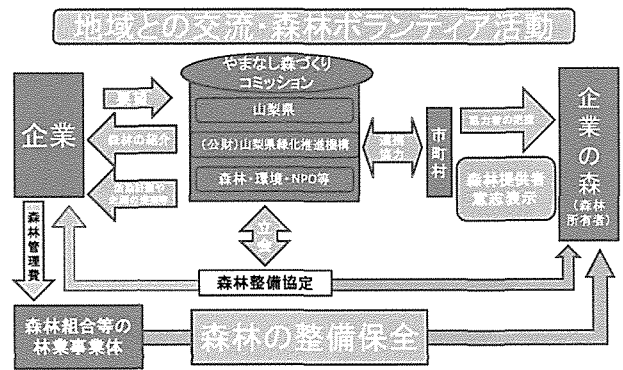 地域との交流・森林ボランティア活動
やまなし森づくり
コミッション
山梨県
(公財)山梨県緑化推進機構
森林・環境・NPO等
企業
森林の紹介
市町村
森林提供者
意志表示
企業の森
(森林
所有者)
立会
森林管理費
森林整備協定
森林組合等の
林業事業体
森林の整備保全